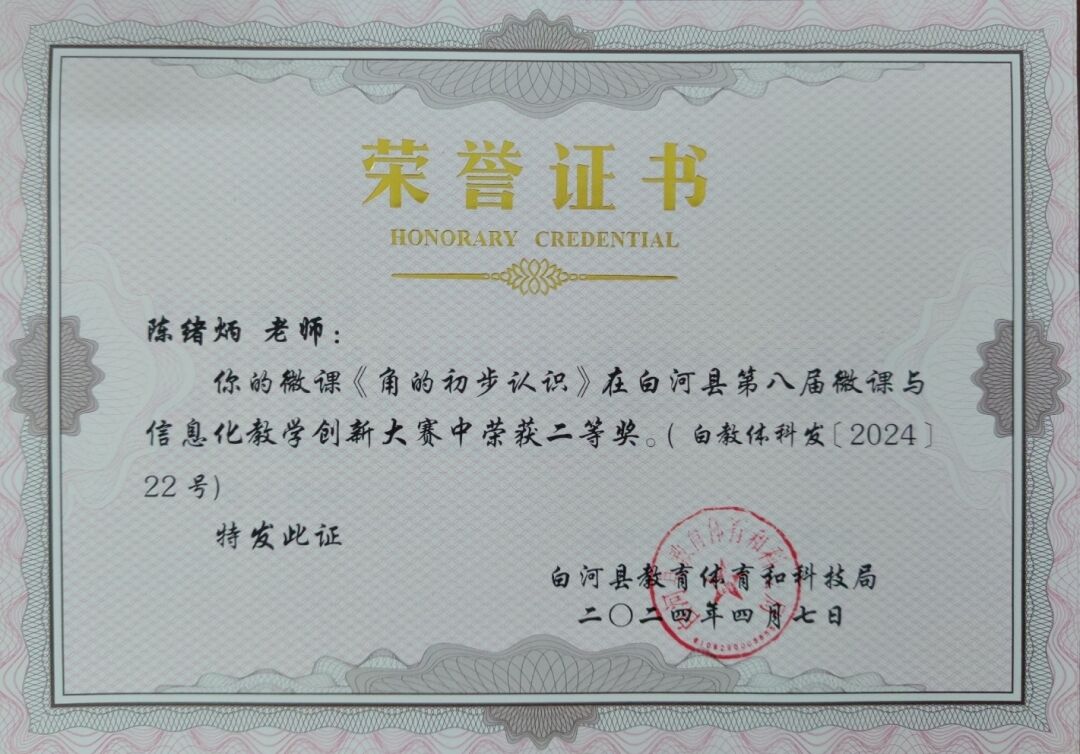 荣誉证书
HONORARY CREDENTIAL
陈绪炳 老师：
你的微课《角的初步认识》在白河县第八届微课与
信息化教学创新大赛中荣获二等奖。（白教体科发〔2024〕
22 号）
特发此证
白河县教育体育和科技局
二〇二四年四月七日